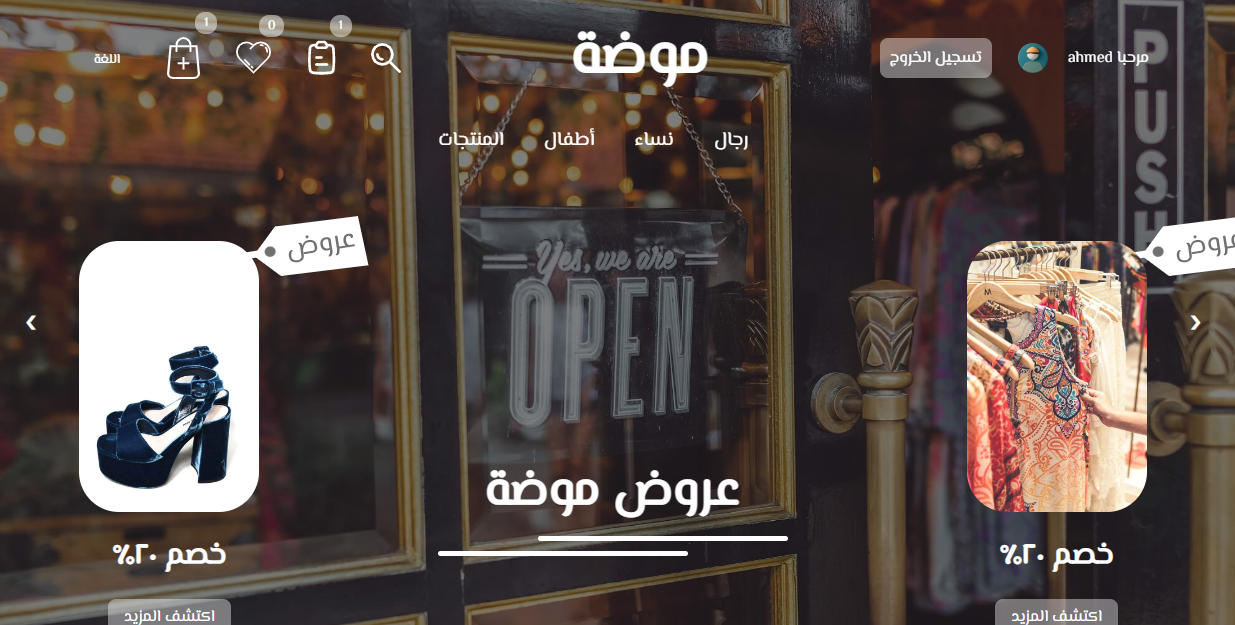 مرحبا ahmed
تسجيل الخروج
موضة
1
0
1
اللغة
رجال
نساء
أطفال
المنتجات
PUSH
عروض
عروض
Yes, we are
OPEN
عروض موضة
خصم ٢٠%
خصم ٢٠%
اكتشف المزيد
اكتشف المزيد